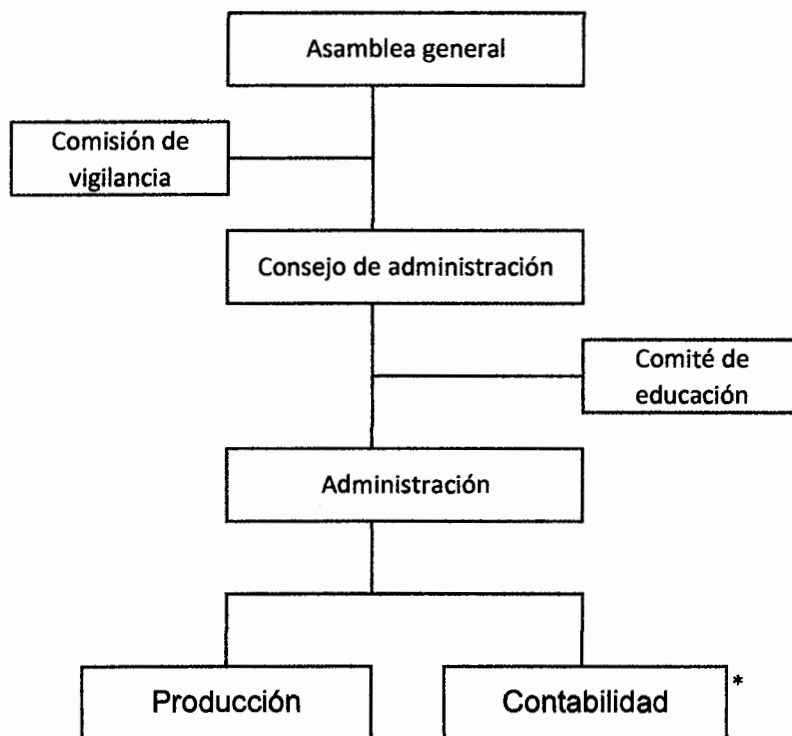 Asamblea general
Comisión de
vigilancia
Consejo de administración
Comité de
educación
Administración
Producción
Contabilidad
*